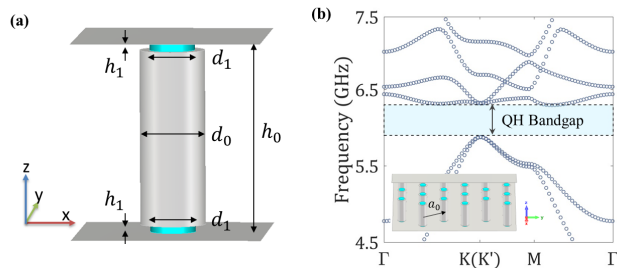 (a)
h₁
d₁
d₀
h₀
h₁
d₁
z
y
x
(b)
Frequency (GHz)
7.5
6.5
5.5
4.5
QH Bandgap
a₀
z
y
x
Γ
K(K')
M
Γ